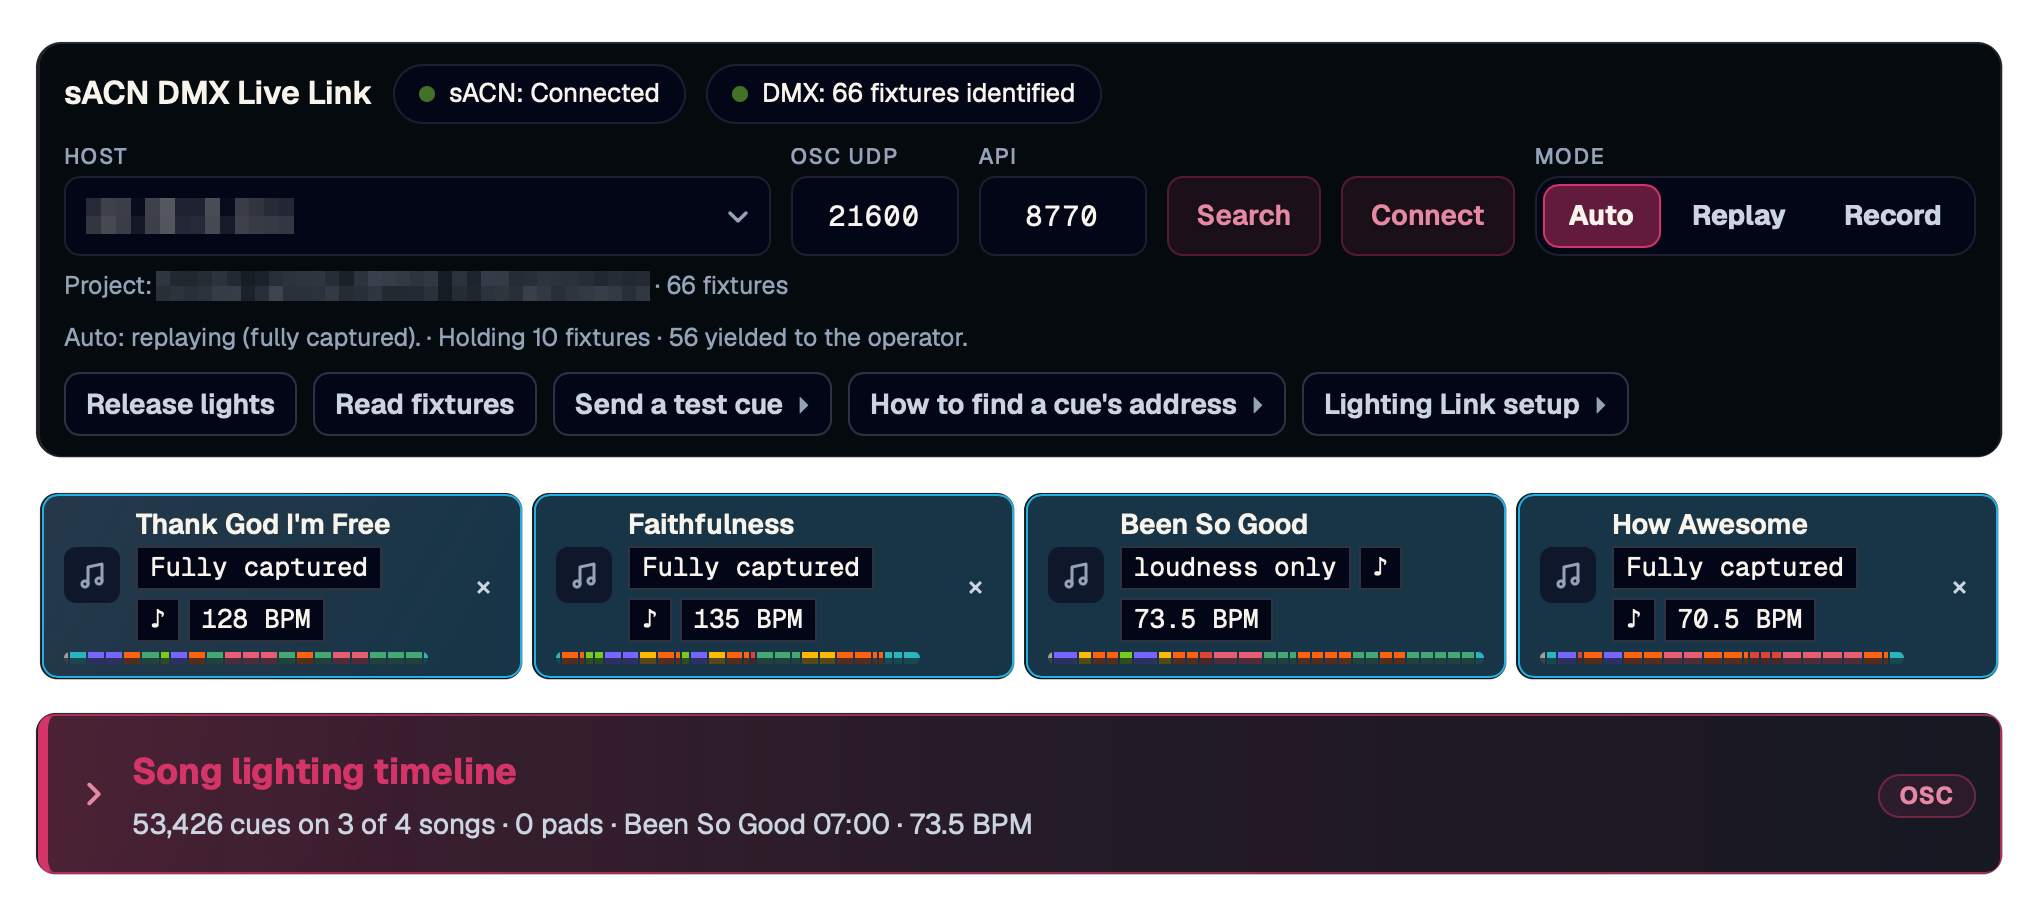 sACN DMX Live Link
sACN: Connected
DMX: 66 fixtures identified
HOST
OSC UDP
API
MODE
21600
8770
Search
Connect
Auto
Replay
Record
Project:
· 66 fixtures
Auto: replaying (fully captured). · Holding 10 fixtures · 56 yielded to the operator.
Release lights
Read fixtures
Send a test cue
How to find a cue's address
Lighting Link setup
Thank God I'm Free
Fully captured
♪ 128 BPM
×
Faithfulness
Fully captured
♪ 135 BPM
×
Been So Good
loudness only ♪
73.5 BPM
How Awesome
Fully captured
♪ 70.5 BPM
×
Song lighting timeline
53,426 cues on 3 of 4 songs · 0 pads · Been So Good 07:00 · 73.5 BPM
OSC